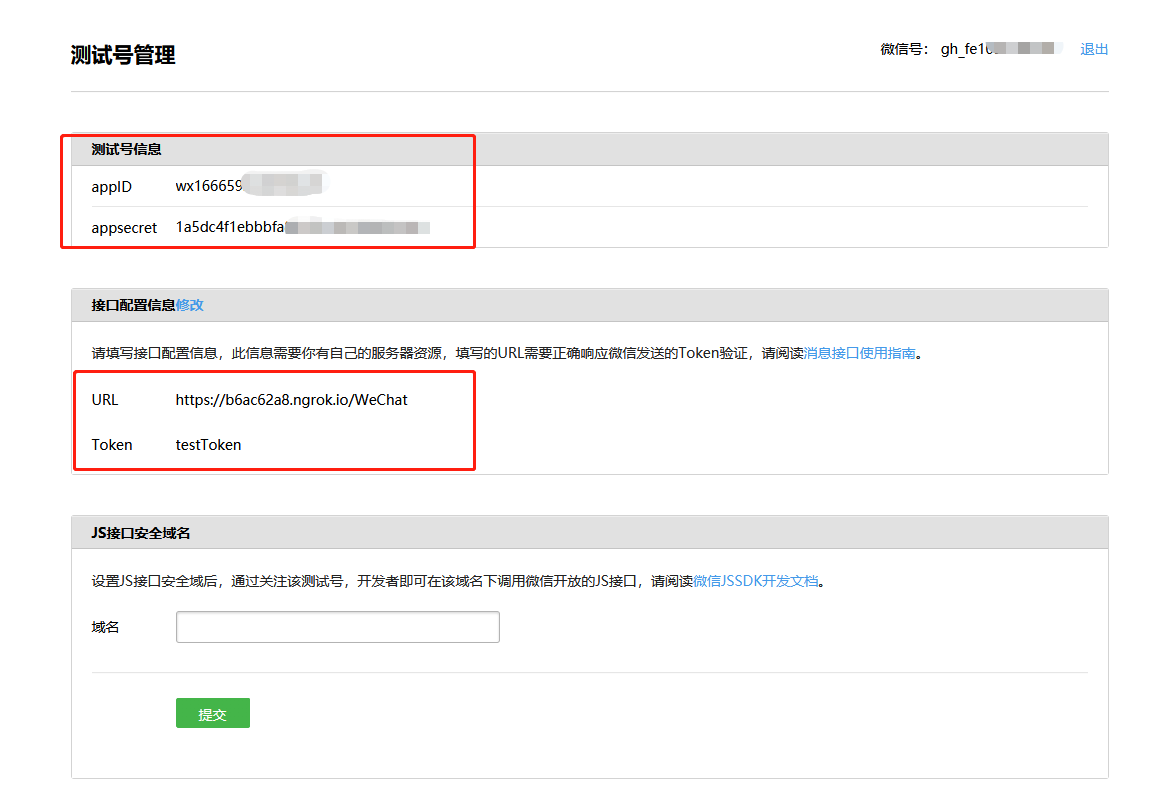 测试号管理
微信号： gh_fe16 退出
测试号信息
appID wx166659
appsecret 1a5dc4f1ebbbfa
接口配置信息修改
请填写接口配置信息，此信息需要你有自己的服务器资源，填写的URL需要正确响应微信发送的Token验证，请阅读消息接口使用指南。
URL https://b6ac62a8.ngrok.io/WeChat
Token testToken
JS接口安全域名
设置JS接口安全域后，通过关注该测试号，开发者即可在该域名下调用微信开放的JS接口，请阅读微信JSSDK开发文档。
域名
提交